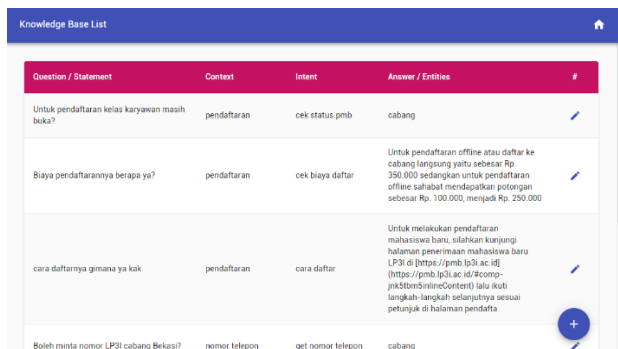 Knowledge Base List
Question / Statement Context Intent Answer / Entities #
Untuk pendaftaran kelas karyawan masih
buka?
pendaftaran
cek status pmb
cabang
Biaya pendaftarannya berapa ya?
pendaftaran
cek biaya daftar
Untuk pendaftaran offline atau daftar ke
cabang langsung yaitu sebesar Rp.
350.000 sedangkan untuk pendaftaran
offline sahabat mendapatkan potongan
sebesar Rp. 100.000, menjadi Rp. 250.000
cara daftarnya gimana ya kak
pendaftaran
cara daftar
Untuk melakukan pendaftaran
mahasiswa baru, silahkan kunjungi
halaman penerimaan mahasiswa baru
LP3I di [https://pmb.lp3i.ac.id]
(https://pmb.lp3i.ac.id/#comp-
jnk5tbm5inlineContent) lalu ikuti
langkah-langkah selanjutnya sesuai
petunjuk di halaman pendafta
+
Boleh minta nomor LP3I cabang Bekasi?
nomor telepon
get nomor telepon
cabang